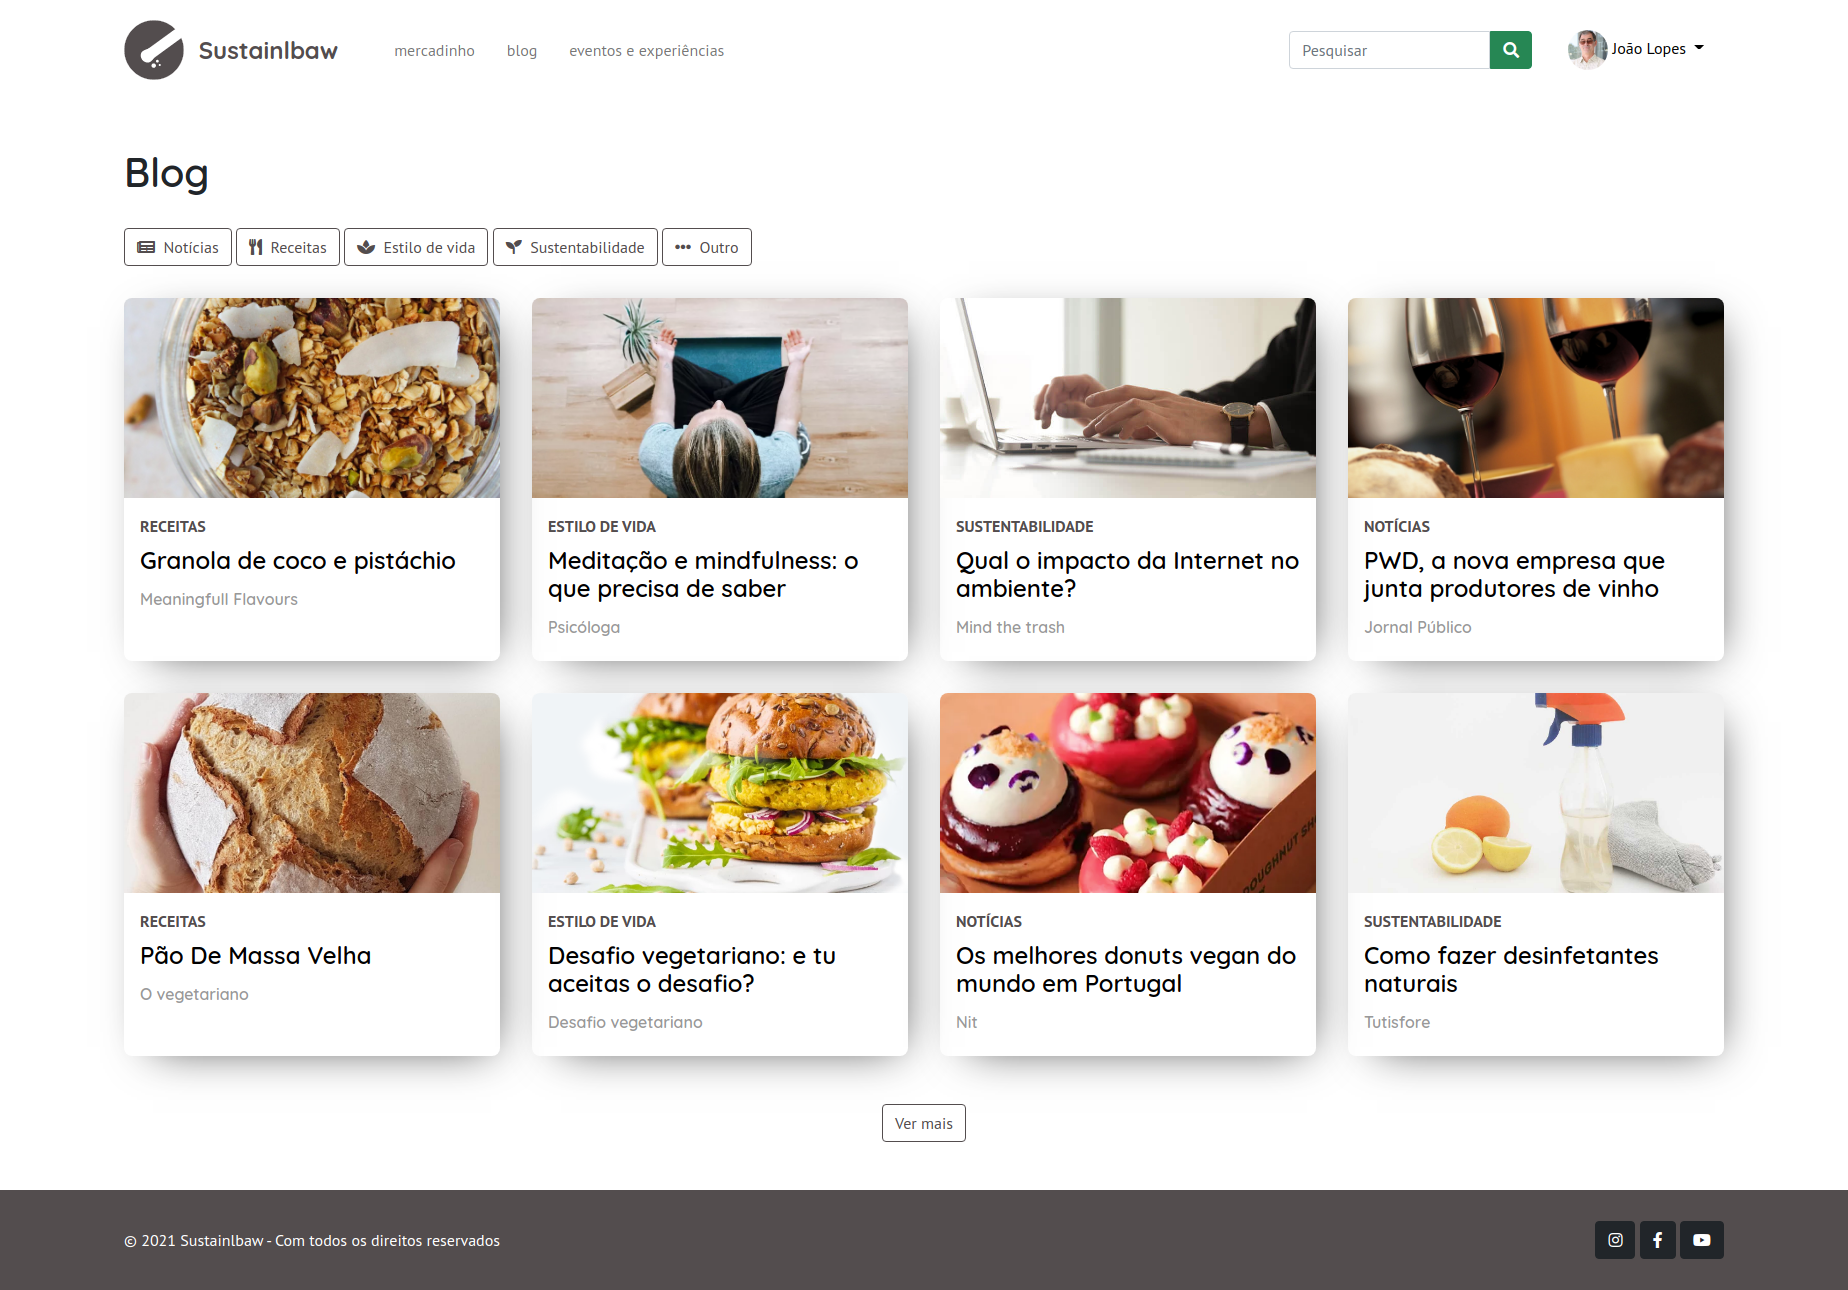 Sustainlbaw
mercadinho
blog
eventos e experiências
Pesquisar
João Lopes
Blog
Notícias
Receitas
Estilo de vida
Sustentabilidade
Outro
RECEITAS
Granola de coco e pistáchio
Meaningfull Flavours
ESTILO DE VIDA
Meditação e mindfulness: o
que precisa de saber
Psicóloga
SUSTENTABILIDADE
Qual o impacto da Internet no
ambiente?
Mind the trash
NOTÍCIAS
PWD, a nova empresa que
junta produtores de vinho
Jornal Público
RECEITAS
Pão De Massa Velha
O vegetariano
ESTILO DE VIDA
Desafio vegetariano: e tu
aceitas o desafio?
Desafio vegetariano
DOUGHNUT
NOTÍCIAS
Os melhores donuts vegan do
mundo em Portugal
Nit
SUSTENTABILIDADE
Como fazer desinfetantes
naturais
Tutisfore
Ver mais
© 2021 Sustainlbaw - Com todos os direitos reservados